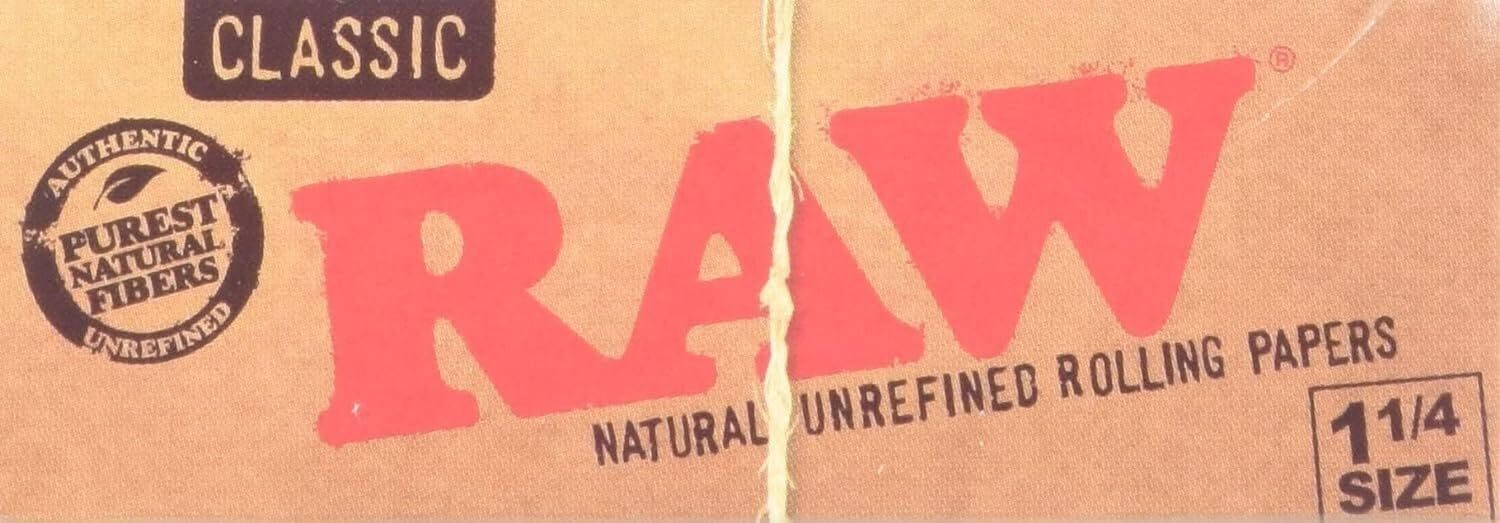 CLASSIC
AUTHENTIC
PUREST
NATURAL
FIBERS
UNREFINED
RAW®
NATURAL UNREFINED ROLLING PAPERS
1 1/4
SIZE